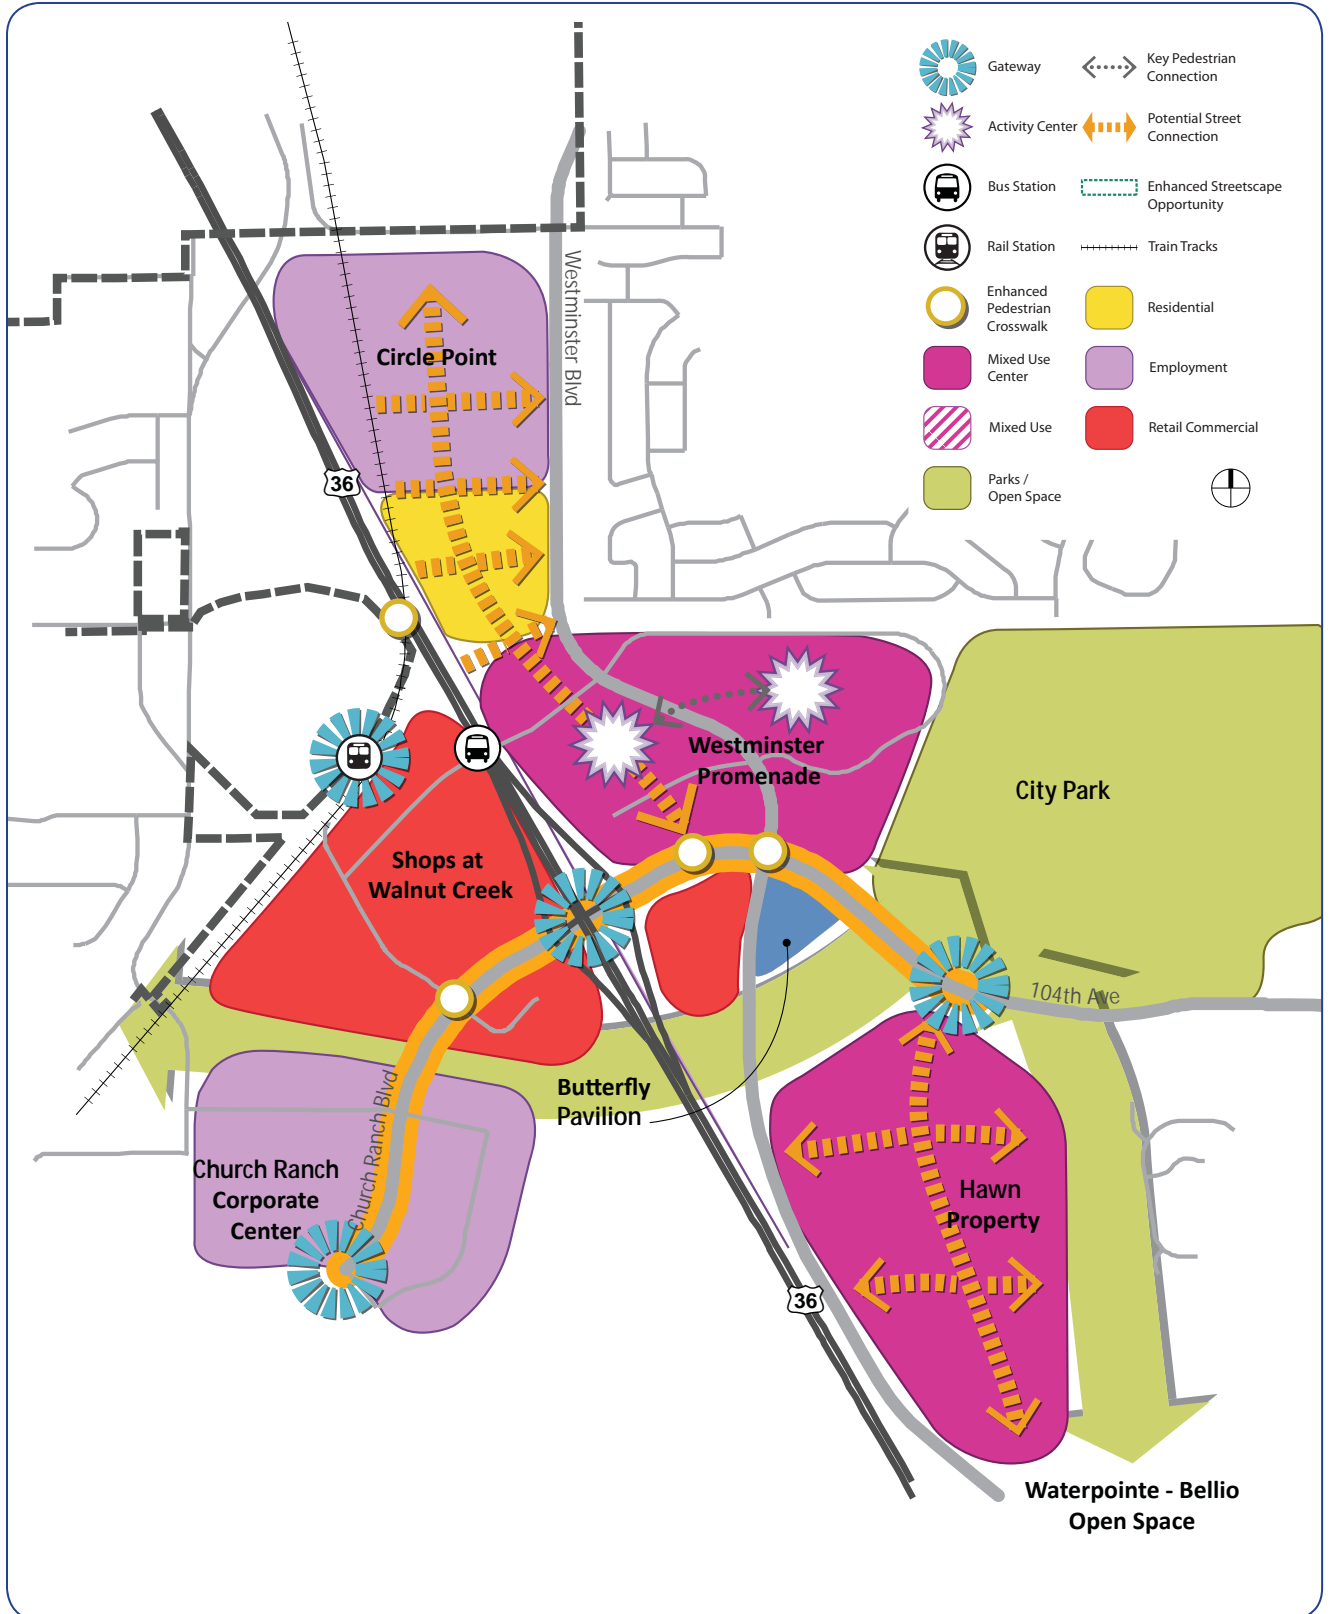 Gateway
Key Pedestrian
Connection
Activity Center
Potential Street
Connection
Bus Station
Enhanced Streetscape
Opportunity
Rail Station
Train Tracks
Enhanced
Pedestrian
Crosswalk
Residential
Mixed Use
Center
Employment
Mixed Use
Retail Commercial
Parks /
Open Space
Westminster Blvd
Circle Point
36
Westminster
Promenade
City Park
Shops at
Walnut Creek
104th Ave
Butterfly
Pavilion
Church Ranch Blvd
Church Ranch
Corporate
Center
Hawn
Property
36
Waterpointe - Bellio
Open Space